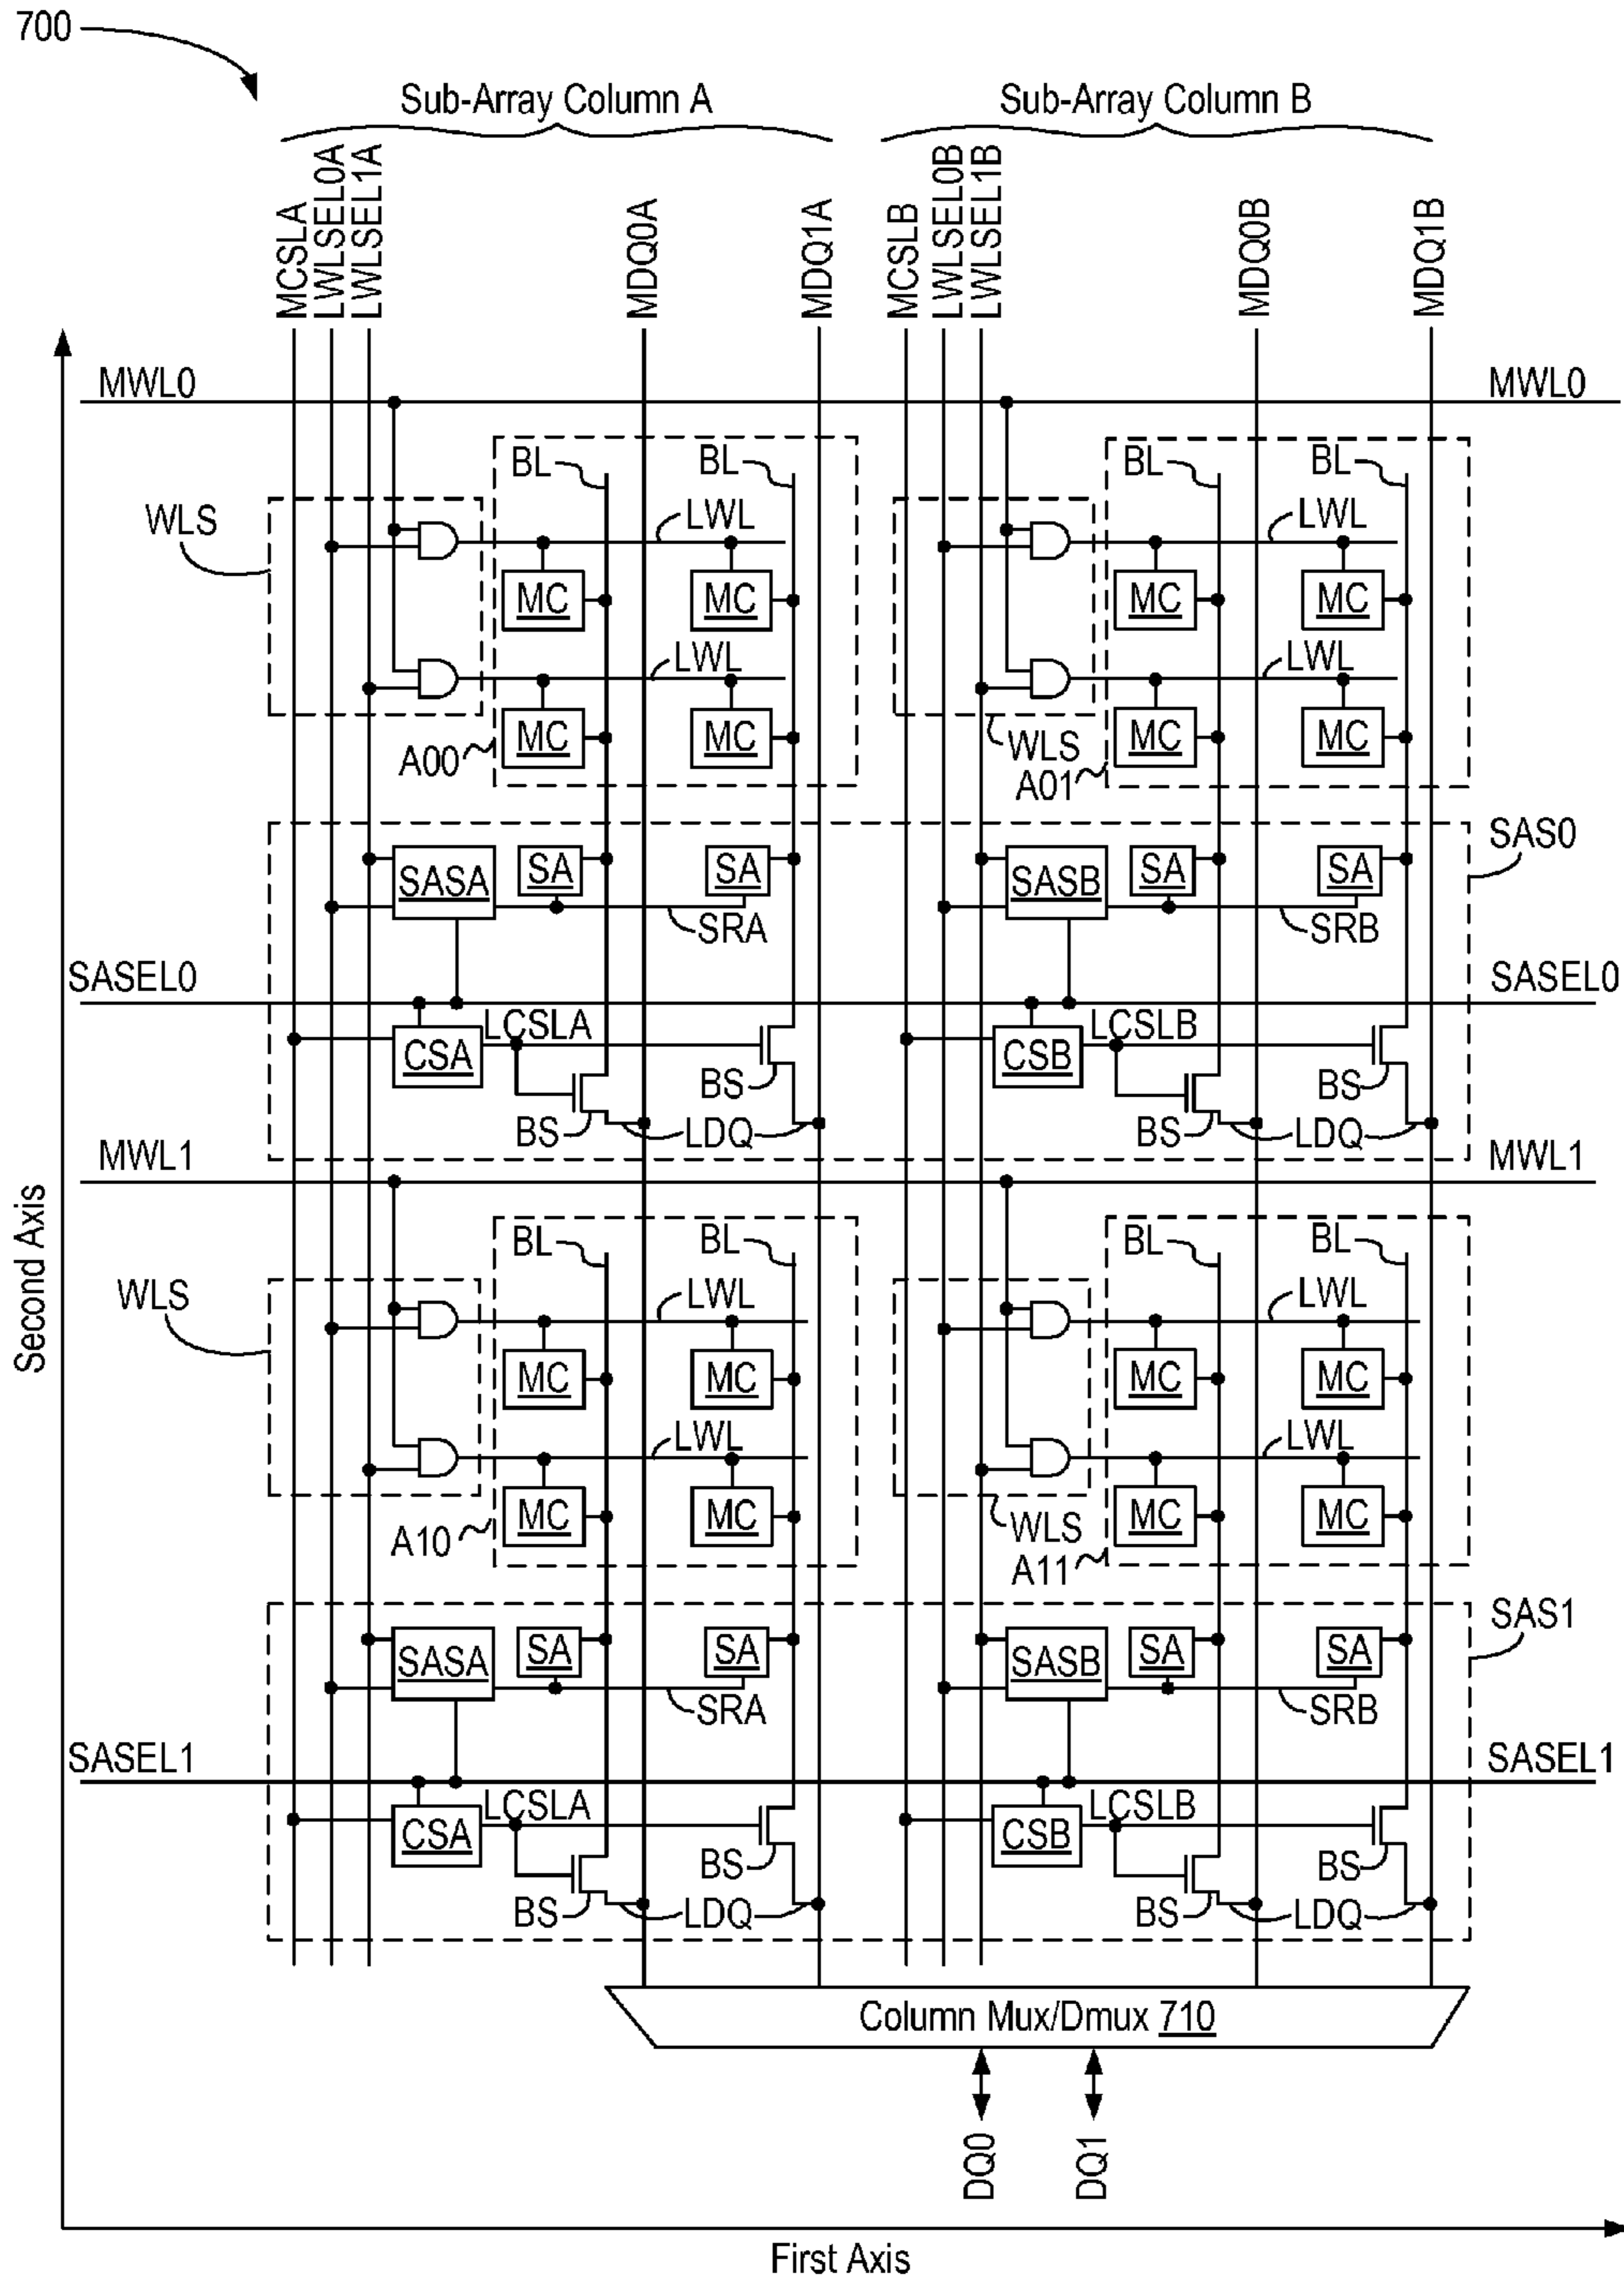 700
Sub-Array Column A
Sub-Array Column B
MCSLA
LWLSEL0A
LWLSEL1A
MDQ0A
MDQ1A
MCSLB
LWLSEL0B
LWLSEL1B
MDQ0B
MDQ1B
MWL0
MWL0
BL
BL
BL
BL
WLS
LWL
LWL
MC
MC
MC
MC
LWL
LWL
MC
MC
MC
MC
A00
WLS
A01
SAS0
SASA
SA
SA
SASB
SA
SA
SRA
SRB
SASEL0
SASEL0
LCSLA
LCSLB
CSA
CSB
BS
BS
BS
LDQ
BS
LDQ
MWL1
MWL1
BL
BL
BL
BL
WLS
LWL
LWL
MC
MC
MC
MC
LWL
LWL
MC
MC
MC
MC
A10
WLS
A11
SAS1
SASA
SA
SA
SASB
SA
SA
SRA
SRB
SASEL1
SASEL1
LCSLA
LCSLB
CSA
CSB
BS
BS
BS
LDQ
BS
LDQ
Column Mux/Dmux 710
DQ0
DQ1
Second Axis
First Axis